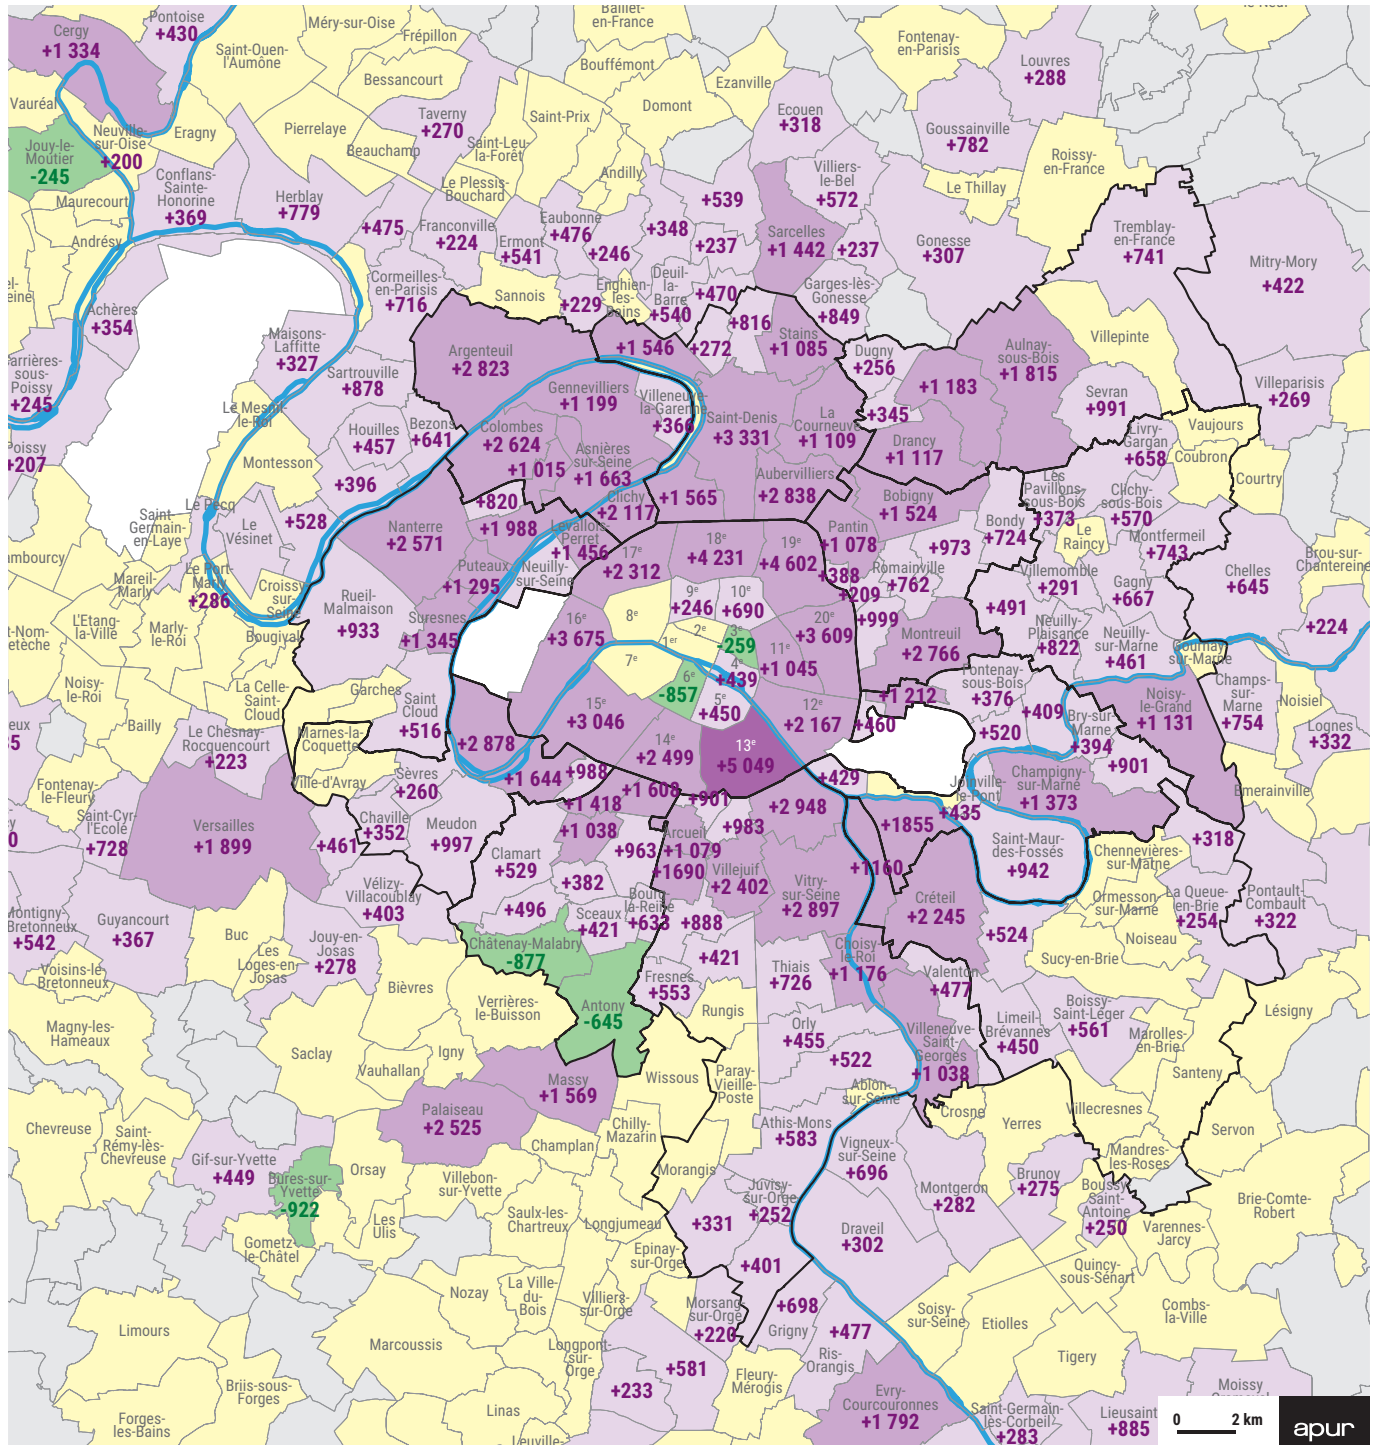 Cergy
+1 334
Pontoise
+430
Saint-Ouen-
l'Aumône
Méry-sur-Oise
Frépillon
Baillet-
en-France
Bouffémont
Ezanville
Fontenay-
en-Parisis
Louvres
+288
Vauréal
Bessancourt
Taverny
+270
Saint-Prix
Domont
Ecouen
+318
Goussainville
+782
Jouy-le-
Moutier
-245
Neuville-
sur-Oise
+200
Eragny
Pierrelaye
Beauchamp
Saint-Leu-
la-Forêt
Andilly
Villiers-
le-Bel
+572
Roissy-
en-France
Le Thillay
Maurecourt
Conflans-
Sainte-
Honorine
+369
Herblay
+779
Le Plessis-
Bouchard
+539
Andrésy
+475
Franconville
+224
Ermont
+541
Eaubonne
+476
+246
+348
+237
Sarcelles
+1 442
+237
Gonesse
+307
Tremblay-
en-France
+741
Mitry-Mory
+422
Cormeilles-
en-Parisis
+716
Sannois
+229
Enghien-
les-
Bains
Deuil-
la-
Barre
+540
+470
Garges-lès-
Gonesse
+849
Achères
+354
Maisons-
Laffitte
+327
Argenteuil
+2 823
+1 546
+272
+816
Stains
+1 085
Dugny
+256
Aulnay-
sous-Bois
+1 815
Villepinte
Sartrouville
+878
Gennevilliers
+1 199
Villeneuve-
la-Garenne
+366
+1 183
Sevran
+991
Villeparisis
+269
Poissy
+245
Poissy
+207
Le Mesnil-
le-Roi
Houilles
+457
Bezons
+641
Colombes
+2 624
+1 015
Asnières
sur-Seine
+1 663
Saint-Denis
+3 331
La
Courneuve
+1 109
+345
Drancy
+1 117
Livry-
Gargan
+658
Vaujours
Coubron
Montesson
+396
+820
Clichy
+2 117
+1 565
Aubervilliers
+2 838
Bobigny
+1 524
Les
Pavillons-
sous-Bois
+373
Clichy-
sous-Bois
+570
Courtry
Saint-
Germain-
en-Laye
Le Pecq
Le
Vésinet
+528
Nanterre
+2 571
+1 988
Levallois-
Perret
+1 456
17e
+2 312
18e
+4 231
19e
+4 602
Pantin
+1 078
+973
Bondy
+724
Le
Raincy
Montfermeil
+743
Brou-sur-
Chantereine
Mareil-
Marly
Le Port-
Marly
+286
Croissy-
sur-
Seine
Puteaux
+1 295
Neuilly-
sur-Seine
+388
+209
Romainville
+762
Villemomble
+291
Gagny
+667
Chelles
+645
L'Etang-
la-Ville
Marly-
le-Roi
Bougival
Rueil-
Malmaison
+933
Suresnes
+1 345
16e
+3 675
8e
9e
+246
10e
+690
2e
3e
-259
1er
11e
+1 045
20e
+3 609
+999
Montreuil
+2 766
+491
Neuilly-
Plaisance
+822
Neuilly-
sur-Marne
+461
Gournay-
sur-Marne
+224
Noisy-
le-Roi
Bailly
La Celle-
Saint-
Cloud
Garches
Saint
Cloud
+516
7e
6e
-857
4e
+439
5e
+450
Fontenay-
sous-Bois
+376
+409
Noisy-
le-Grand
+1 131
Champs-
sur-
Marne
+754
Noisiel
Lognes
+332
Le Chesnay-
Rocquencourt
+223
Marnes-la-
Coquette
+2 878
15e
+3 046
14e
+2 499
13e
+5 049
12e
+2 167
+1 212
+460
+520
Bry-sur-
Marne
+394
+901
Fontenay-
le-Fleury
Ville-d'Avray
Sèvres
+260
+1 644
+988
+429
Joinville-
le-Pont
+435
Champigny-
sur-Marne
+1 373
Emerainville
Saint-Cyr-
l'Ecole
+728
Versailles
+1 899
+461
Chaville
+352
Meudon
+997
+1 418
+1 608
+961
+983
+2 948
+1855
Saint-Maur-
des-Fossés
+942
Chennevières-
sur-Marne
+318
Clamart
+529
+1 038
+963
Arcueil
+1 079
+1690
Villejuif
+2 402
Vitry-
sur-Seine
+2 897
+1160
Créteil
+2 245
Ormesson-
sur-Marne
La Queue-
en-Brie
+254
Pontault-
Combault
+322
Montigny-
Bretonneux
+542
Guyancourt
+367
Vélizy-
Villacoublay
+403
+382
+496
Sceaux
+421
Bourg-
la-Reine
+633
+888
+524
Noiseau
Voisins-le-
Bretonneux
Buc
Les
Loges-en-
Josas
Jouy-en-
Josas
+278
Châtenay-Malabry
-877
Fresnes
+553
+421
Thiais
+726
Choisy-
le-Roi
+1 176
Valenton
+477
Sucy-en-Brie
Bièvres
Verrières-
le-Buisson
Antony
-645
Rungis
Orly
+455
+522
Villeneuve-
Saint-
Georges
+1 038
Limeil-
Brévannes
+450
Boissy-
Saint-Léger
+561
Marolles-
en-Brie
Lésigny
Magny-les-
Hameaux
Saclay
Vauhallan
Igny
Massy
+1 569
Wissous
Paray-
Vieille-
Poste
Ablon-
sur-Seine
Crosne
Yerres
Villecresnes
Santeny
Chevreuse
Saint-
Rémy-lès-
Chevreuse
Palaiseau
+2 525
Champlan
Chilly-
Mazarin
Athis-Mons
+583
Vigneux-
sur-Seine
+696
Mandres-
les-Roses
Servon
Gif-sur-Yvette
+449
Bures-sur-
Yvette
-922
Orsay
Villebon-
sur-Yvette
Morangis
Juvisy-
sur-Orge
+252
Montgeron
+282
Brunoy
+275
Boussy-
Saint-
Antoine
+250
Brie-Comte-
Robert
Gometz-
le-Châtel
Les
Ulis
Saulx-les-
Chartreux
Longjumeau
+331
Draveil
+302
Varennes-
Jarcy
Epinay-
sur-Orge
+401
Quincy-
sous-Sénart
Limours
Nozay
La Ville-
du-
Bois
Villiers-
sur-Orge
Morsang-
sur-Orge
+220
+698
Grigny
+477
Soisy-
sur-Seine
Etiolles
Combs-
la-Ville
Marcoussis
Longpont-
sur-
Orge
+581
Ris-
Orangis
Tigery
Briis-sous-
Forges
+233
Fleury-
Mérogis
Evry-
Courcouronnes
+1 792
Moissy
Forges-
les-Bains
Linas
Leuville-
Saint-Germain-
lès-Corbeil
+283
Lieusaint
+885
0 2 km
apur